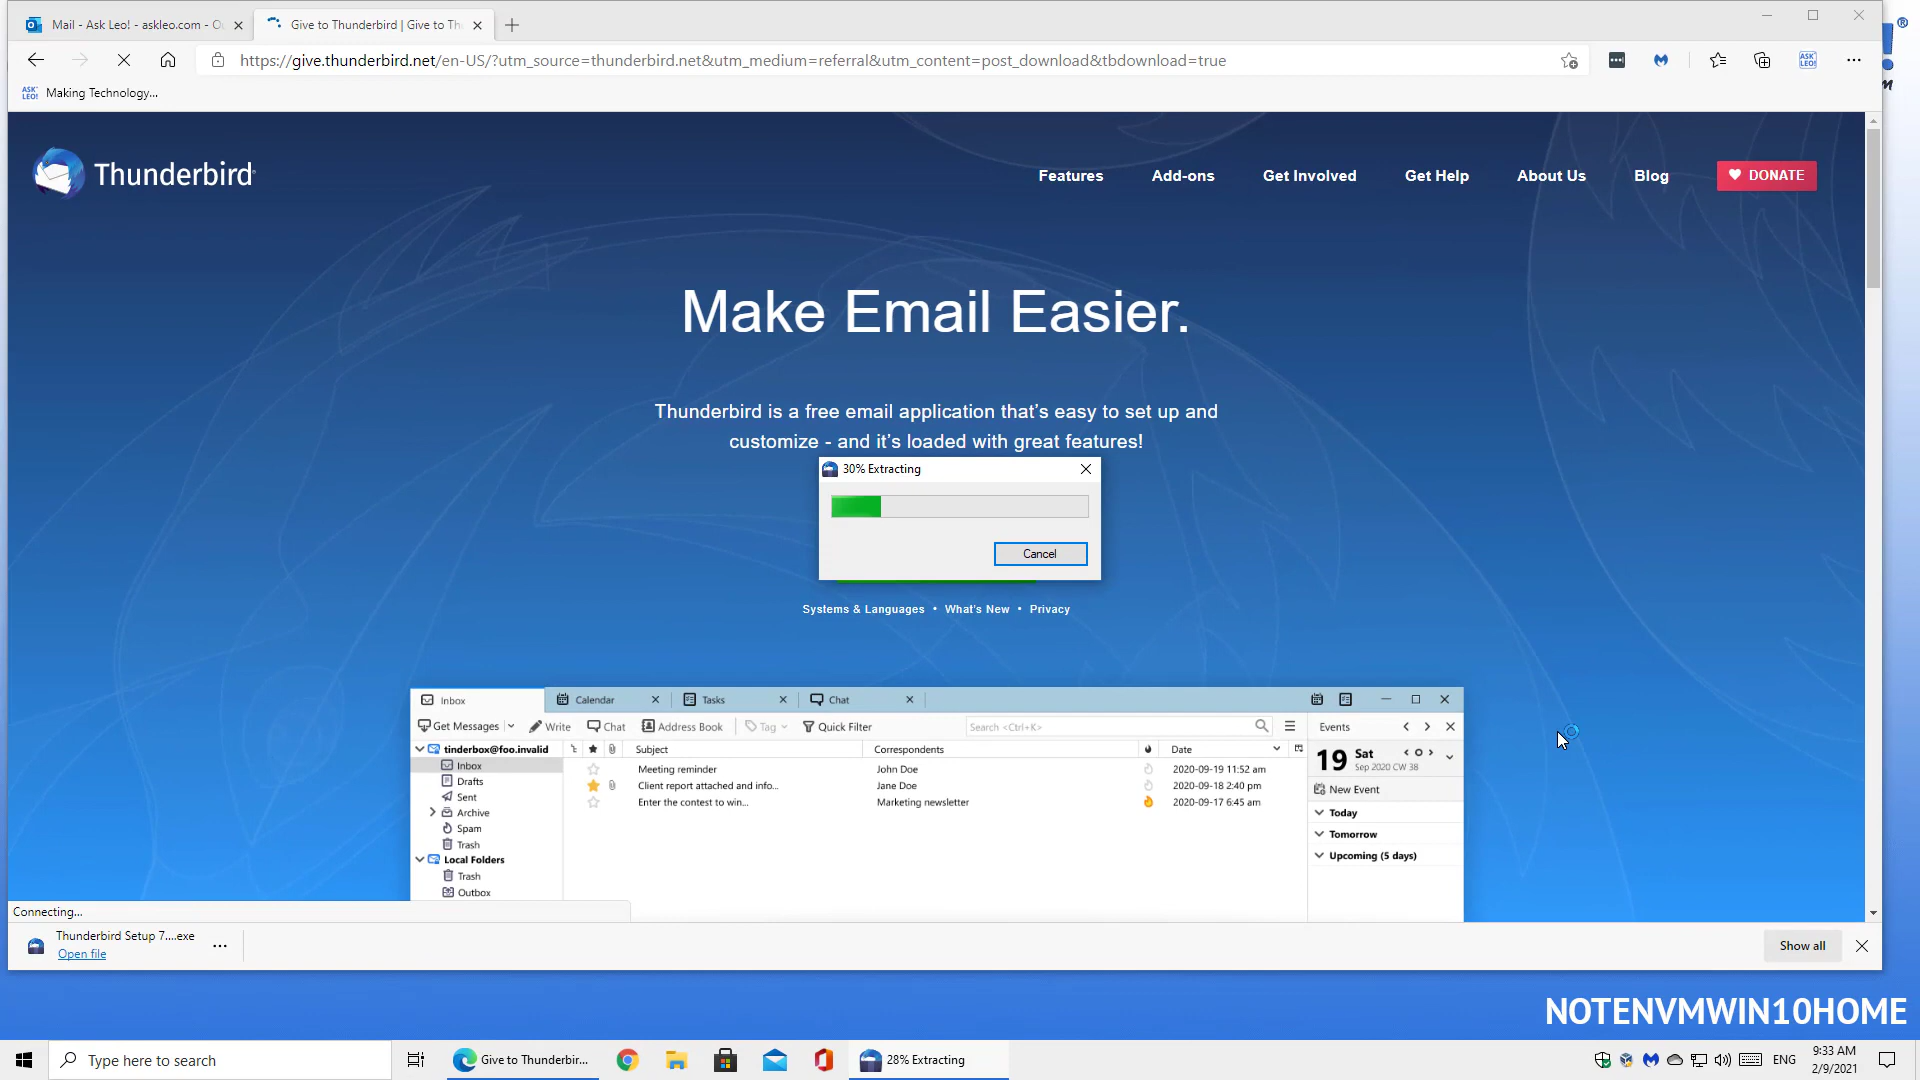 Mail - Ask Leo! - askleo.com - O
Give to Thunderbird | Give to Th
https://give.thunderbird.net/en-US/?utm_source=thunderbird.net&utm_medium=referral&utm_content=post_download&tbdownload=true
ASK LEO!
ASK LEO! Making Technology...
Thunderbird
Features
Add-ons
Get Involved
Get Help
About Us
Blog
DONATE
Make Email Easier.
Thunderbird is a free email application that's easy to set up and
customize - and it's loaded with great features!
30% Extracting
Cancel
Systems & Languages • What's New • Privacy
Inbox
Calendar
Tasks
Chat
Get Messages
Write
Chat
Address Book
Tag
Quick Filter
Search <Ctrl+K>
Events
tinderbox@foo.invalid
Subject
Correspondents
Date
19 Sat
Sep 2020 CW 38
Inbox
Meeting reminder
John Doe
2020-09-19 11:52 am
Drafts
Client report attached and info...
Jane Doe
2020-09-18 2:40 pm
New Event
Sent
Enter the contest to win...
Marketing newsletter
2020-09-17 6:45 am
Archive
Today
Spam
Tomorrow
Trash
Local Folders
Upcoming (5 days)
Trash
Outbox
Connecting...
Thunderbird Setup 7....exe
Open file
Show all
NOTENVMWIN10HOME
Type here to search
Give to Thunderbir...
28% Extracting
ENG
9:33 AM
2/9/2021